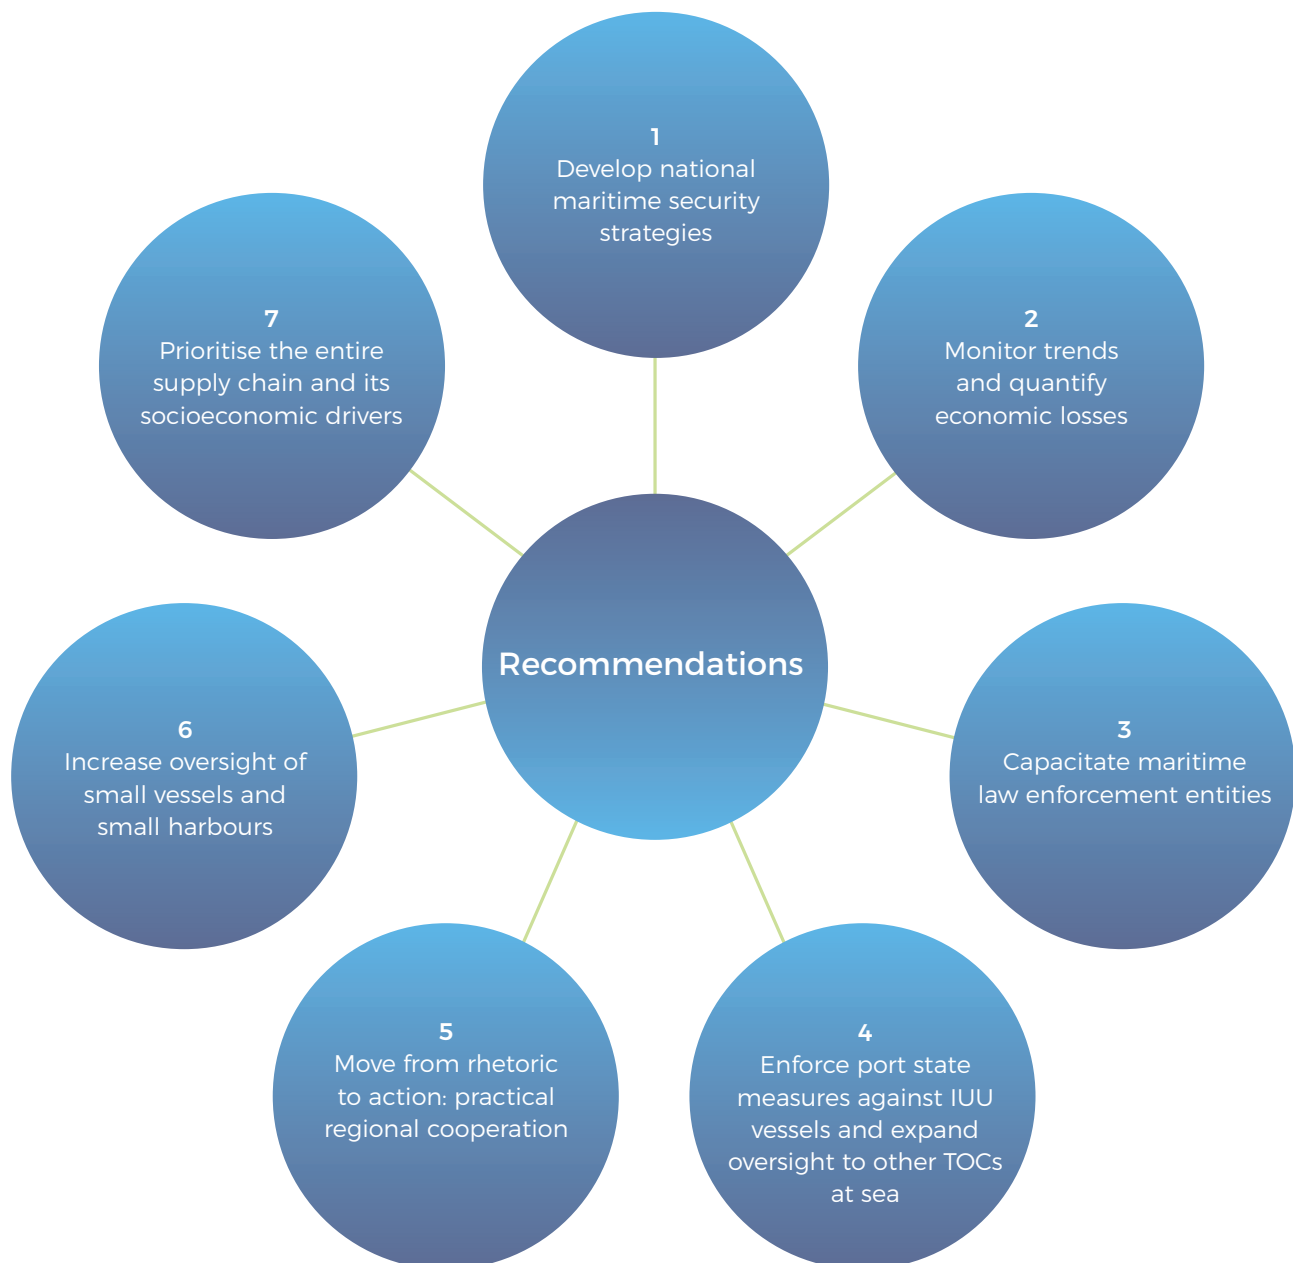 1
Develop national
maritime security
strategies
2
Monitor trends
and quantify
economic losses
3
Capacitate maritime
law enforcement entities
4
Enforce port state
measures against IUU
vessels and expand
oversight to other TOCs
at sea
5
Move from rhetoric
to action: practical
regional cooperation
6
Increase oversight of
small vessels and
small harbours
7
Prioritise the entire
supply chain and its
socioeconomic drivers
Recommendations